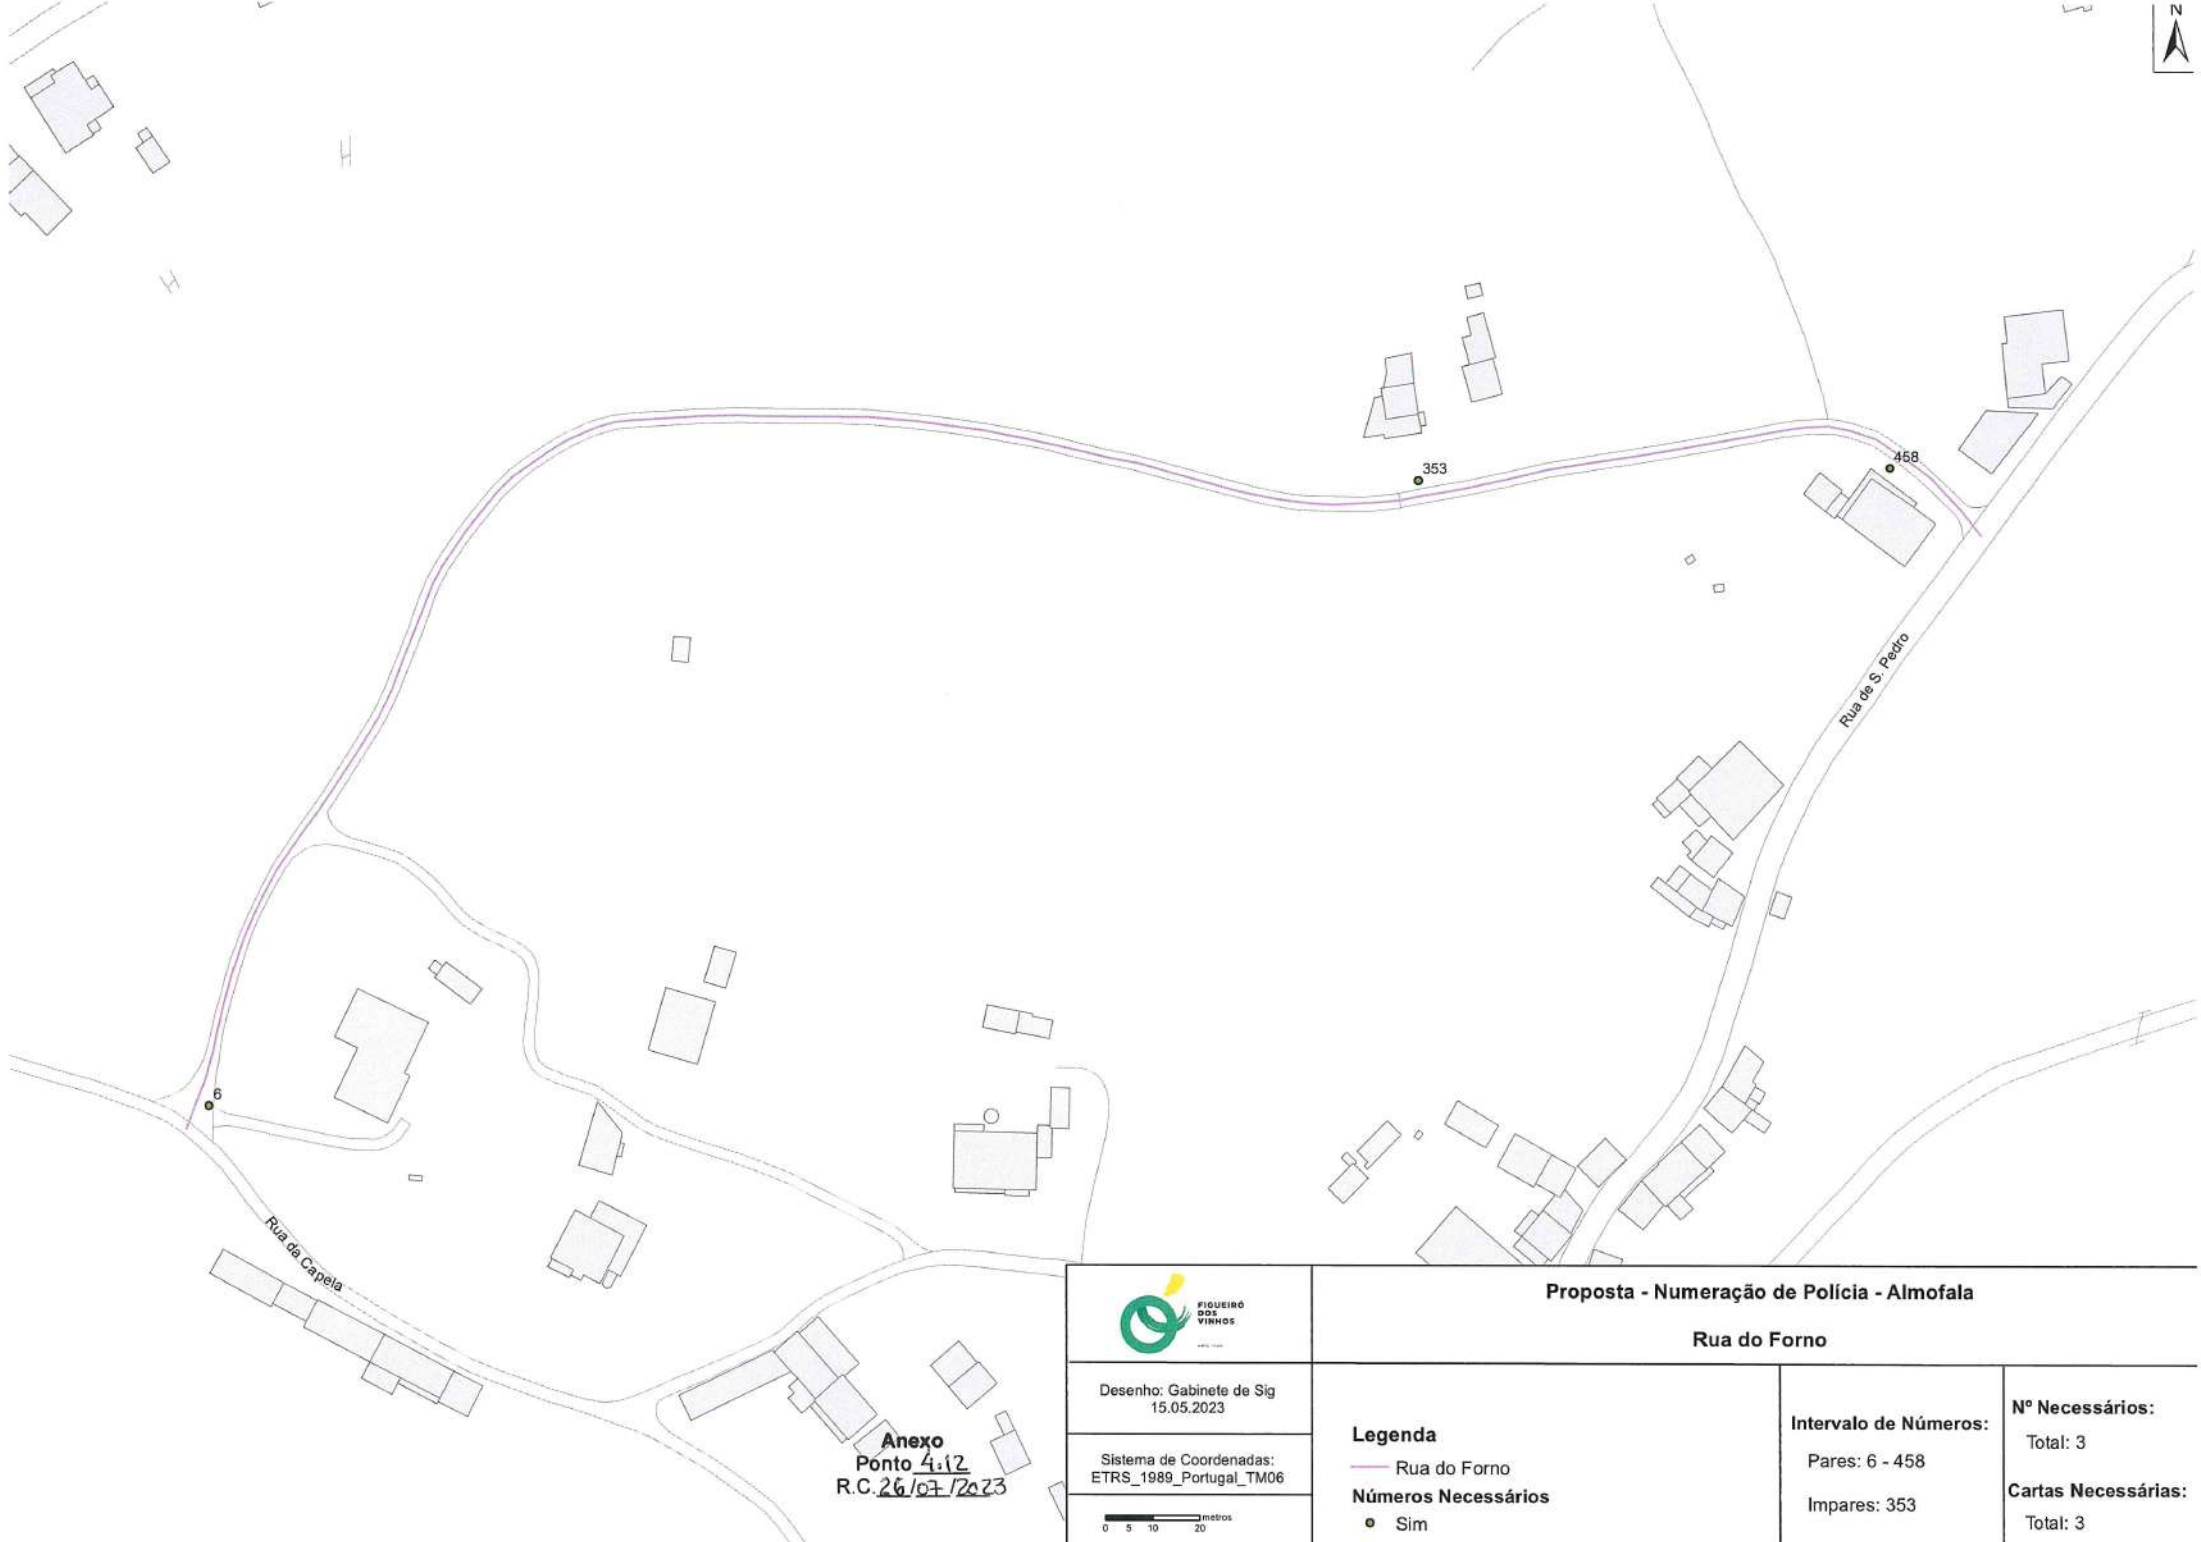 N
353
458
Rua de S. Pedro
6
Rua da Capela
Anexo
Ponto 4.12
R.C. 26/07/2023
FIGUEIRÓ
DOS
VINHOS
Proposta - Numeração de Polícia - Almofala
Rua do Forno
Desenho: Gabinete de Sig
15.05.2023
Sistema de Coordenadas:
ETRS_1989_Portugal_TM06
metros
0 5 10 20
Legenda
Rua do Forno
Números Necessários
Sim
Intervalo de Números:
Pares: 6 - 458
Impares: 353
Nº Necessários:
Total: 3
Cartas Necessárias:
Total: 3